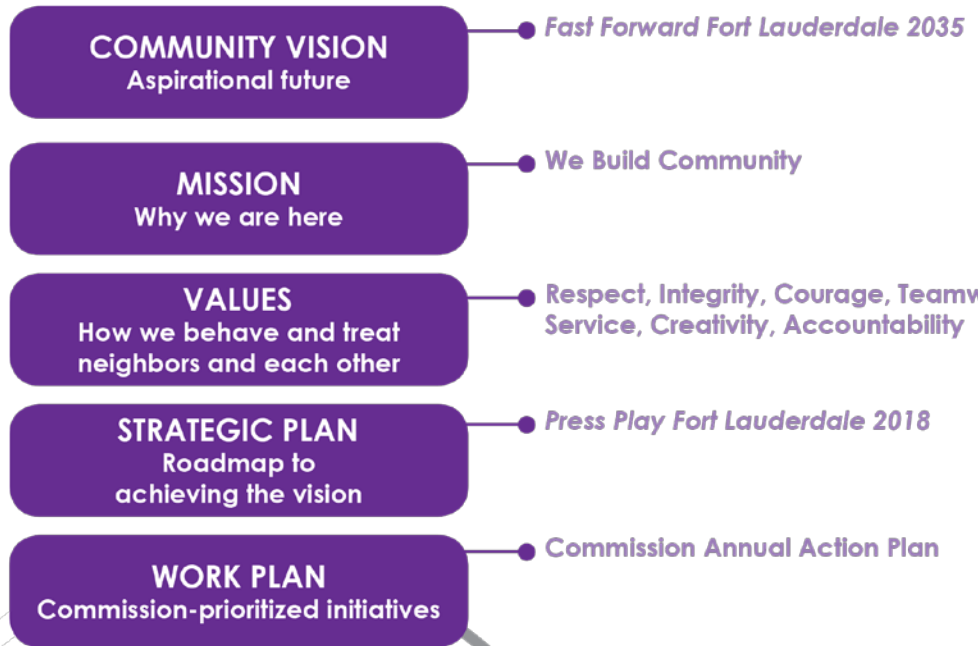 COMMUNITY VISION
Aspirational future
Fast Forward Fort Lauderdale 2035
MISSION
Why we are here
We Build Community
VALUES
How we behave and treat
neighbors and each other
Respect, Integrity, Courage,
Service, Creativity, Accountability
STRATEGIC PLAN
Roadmap to
achieving the vision
Press Play Fort Lauderdale 2018
WORK PLAN
Commission-prioritized initiatives
Commission Annual Action Plan